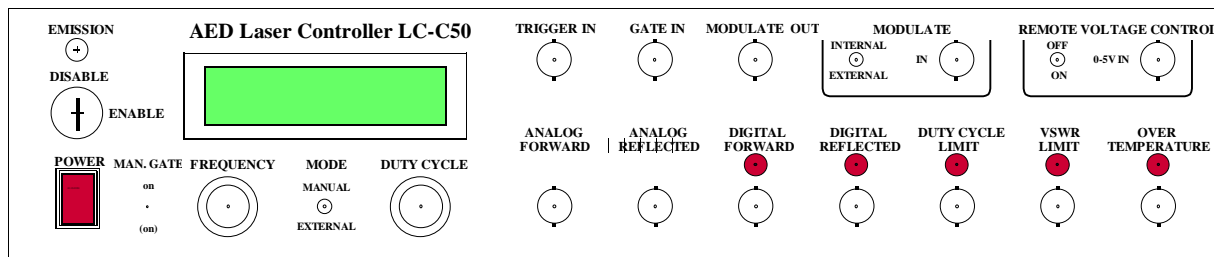 EMISSION
AED Laser Controller LC-C50
TRIGGER IN
GATE IN
MODULATE OUT
MODULATE
REMOTE VOLTAGE CONTROL
INTERNAL
EXTERNAL
IN
OFF
ON
0-5V IN
DISABLE
ENABLE
ANALOG
FORWARD
ANALOG
REFLECTED
DIGITAL
FORWARD
DIGITAL
REFLECTED
DUTY CYCLE
LIMIT
VSWR
LIMIT
OVER
TEMPERATURE
POWER
MAN. GATE
on
(on)
FREQUENCY
MODE
MANUAL
EXTERNAL
DUTY CYCLE